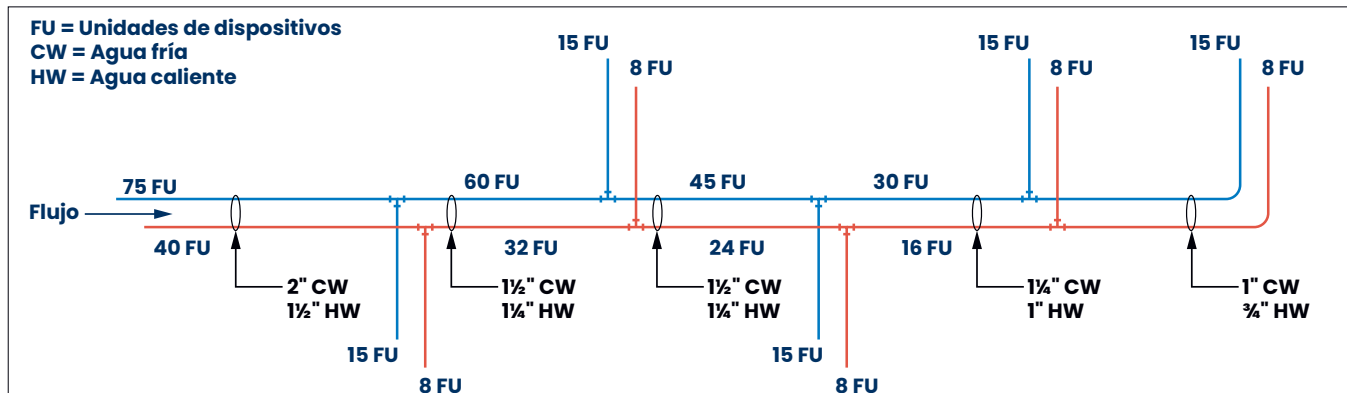 FU = Unidades de dispositivos
CW = Agua fría
HW = Agua caliente
15 FU
8 FU
15 FU
8 FU
15 FU
8 FU
75 FU
60 FU
45 FU
30 FU
Flujo
40 FU
32 FU
24 FU
16 FU
2" CW
1½" HW
1½" CW
1¼" HW
1½" CW
1¼" HW
1¼" CW
1" HW
1" CW
¾" HW
15 FU
8 FU
15 FU
8 FU